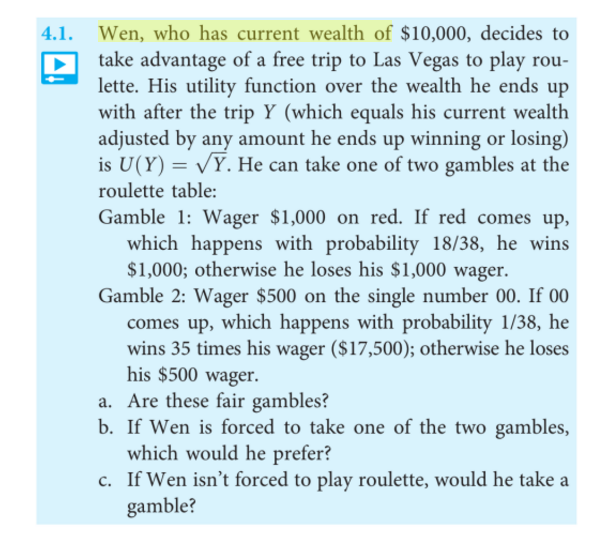 4.1. Wen, who has current wealth of $10,000, decides to
take advantage of a free trip to Las Vegas to play rou-
lette. His utility function over the wealth he ends up
with after the trip Y (which equals his current wealth
adjusted by any amount he ends up winning or losing)
is U(Y) = √Y. He can take one of two gambles at the
roulette table:
Gamble 1: Wager $1,000 on red. If red comes up,
which happens with probability 18/38, he wins
$1,000; otherwise he loses his $1,000 wager.
Gamble 2: Wager $500 on the single number 00. If 00
comes up, which happens with probability 1/38, he
wins 35 times his wager ($17,500); otherwise he loses
his $500 wager.
a. Are these fair gambles?
b. If Wen is forced to take one of the two gambles,
which would he prefer?
c. If Wen isn't forced to play roulette, would he take a
gamble?